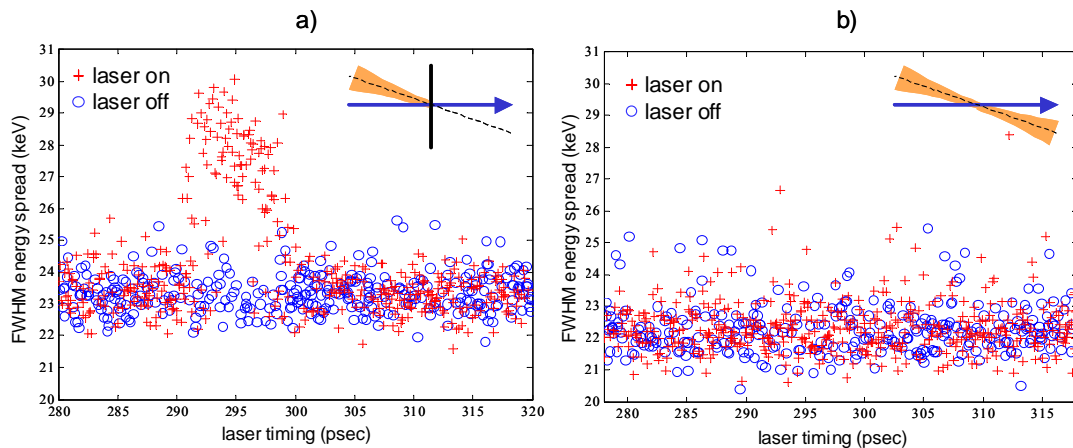 a)
FWHM energy spread (keV)
31
30
29
28
27
26
25
24
23
22
21
20
+ laser on
○ laser off
280 285 290 295 300 305 310 315 320
laser timing (psec)
b)
FWHM energy spread (keV)
31
30
29
28
27
26
25
24
23
22
21
20
+ laser on
○ laser off
280 285 290 295 300 305 310 315
laser timing (psec)